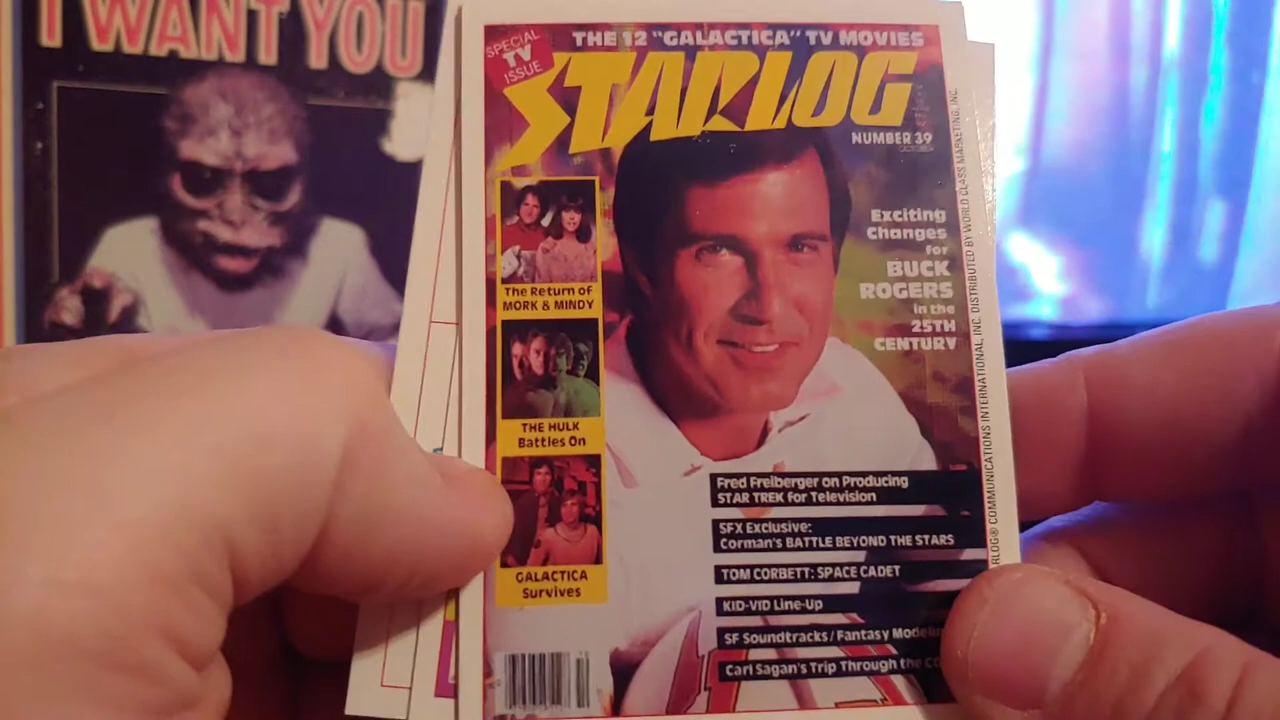 I WANT YOU
SPECIAL
TV
ISSUE
THE 12 "GALACTICA" TV MOVIES
STARLOG
NUMBER 39
Exciting
Changes
for
BUCK
ROGERS
in the
25TH
CENTURY
The Return of
MORK & MINDY
THE HULK
Battles On
GALACTICA
Survives
Fred Freiberger on Producing
STAR TREK for Television
SFX Exclusive:
Corman's BATTLE BEYOND THE STARS
TOM CORBETT: SPACE CADET
KID-VID Line-Up
SF Soundtracks/Fantasy
Carl Sagan's Trip Through the
RLOG® COMMUNICATIONS INTERNATIONAL, INC. DISTRIBUTED BY WORLD CLASS MARKETING, INC.